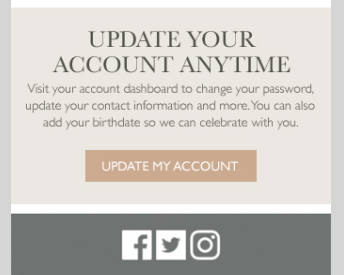 UPDATE YOUR
ACCOUNT ANYTIME
Visit your account dashboard to change your password,
update your contact information and more. You can also
add your birthdate so we can celebrate with you.
UPDATE MY ACCOUNT